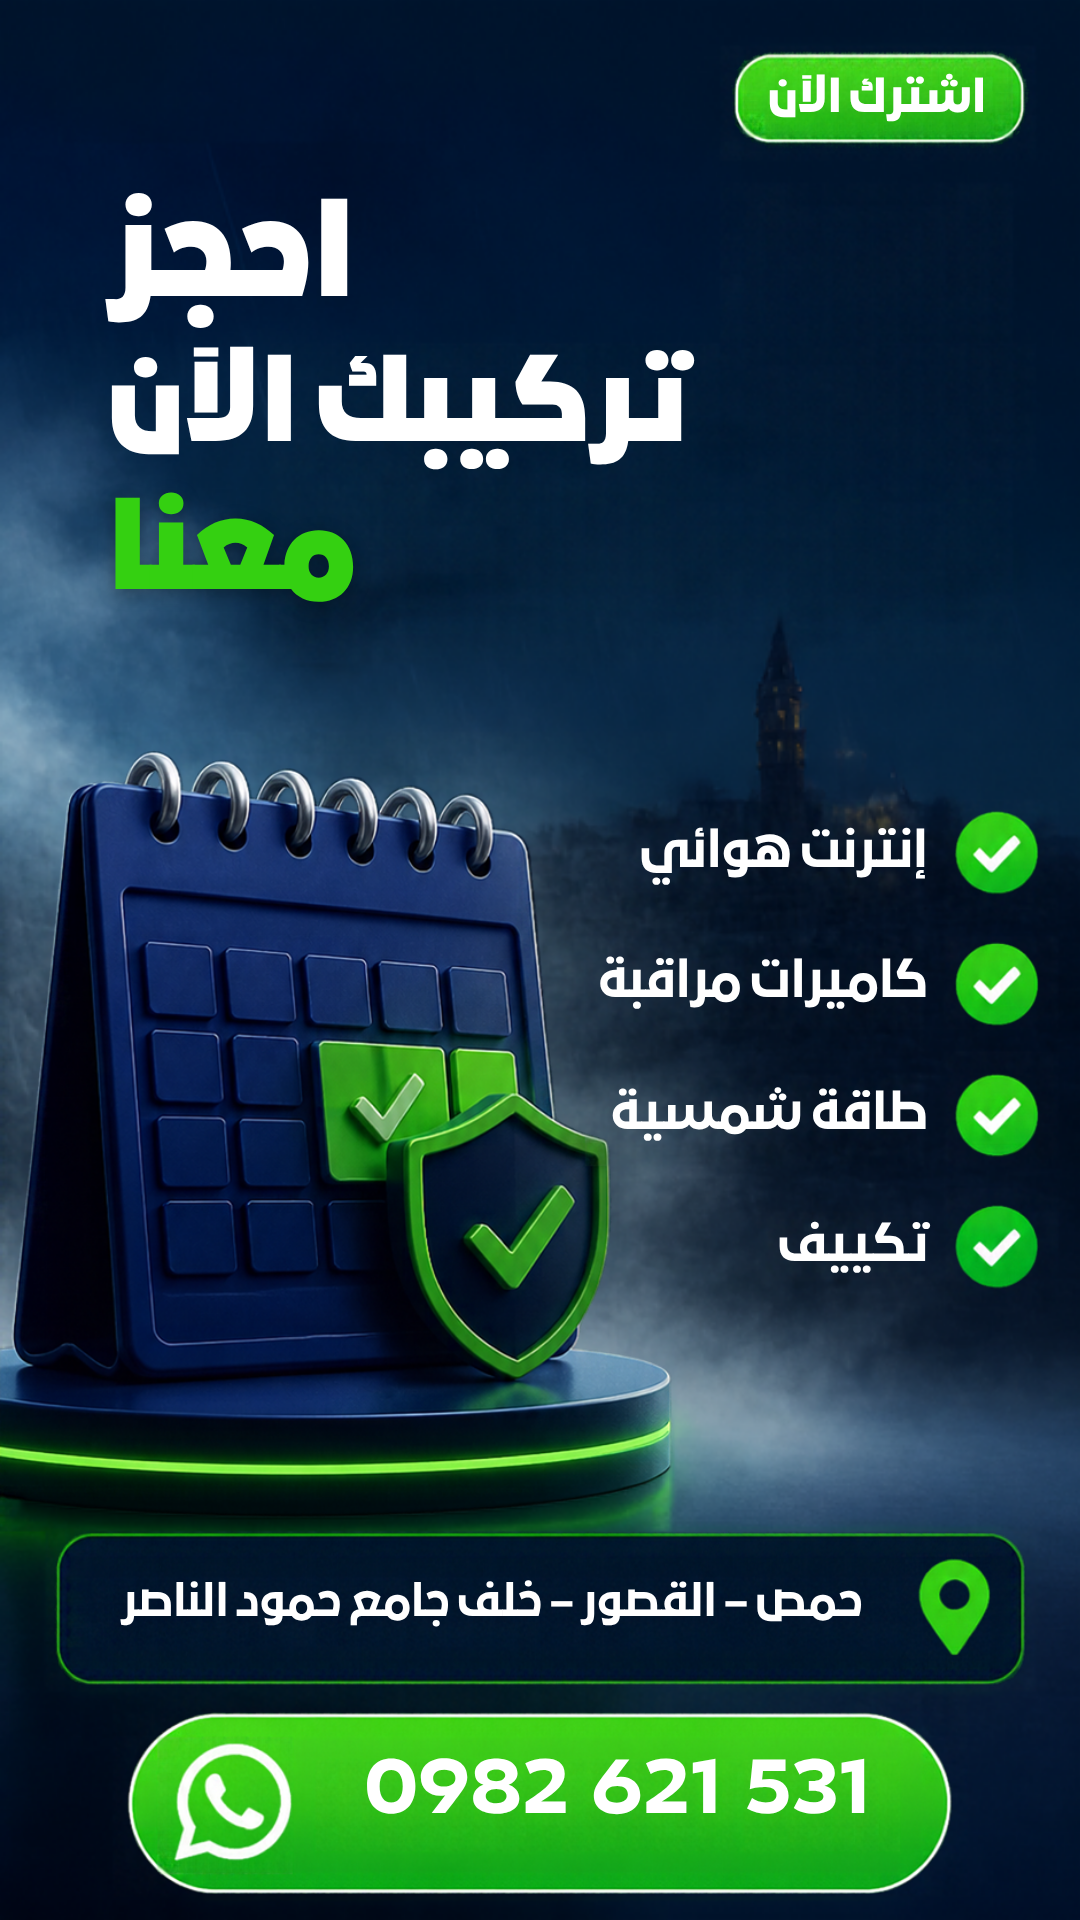 اشترك الآن
احجز
تركيبك الآن
معنا
إنترنت هوائي
كاميرات مراقبة
طاقة شمسية
تكييف
حمص – القصور – خلف جامع حمود الناصر
0982 621 531